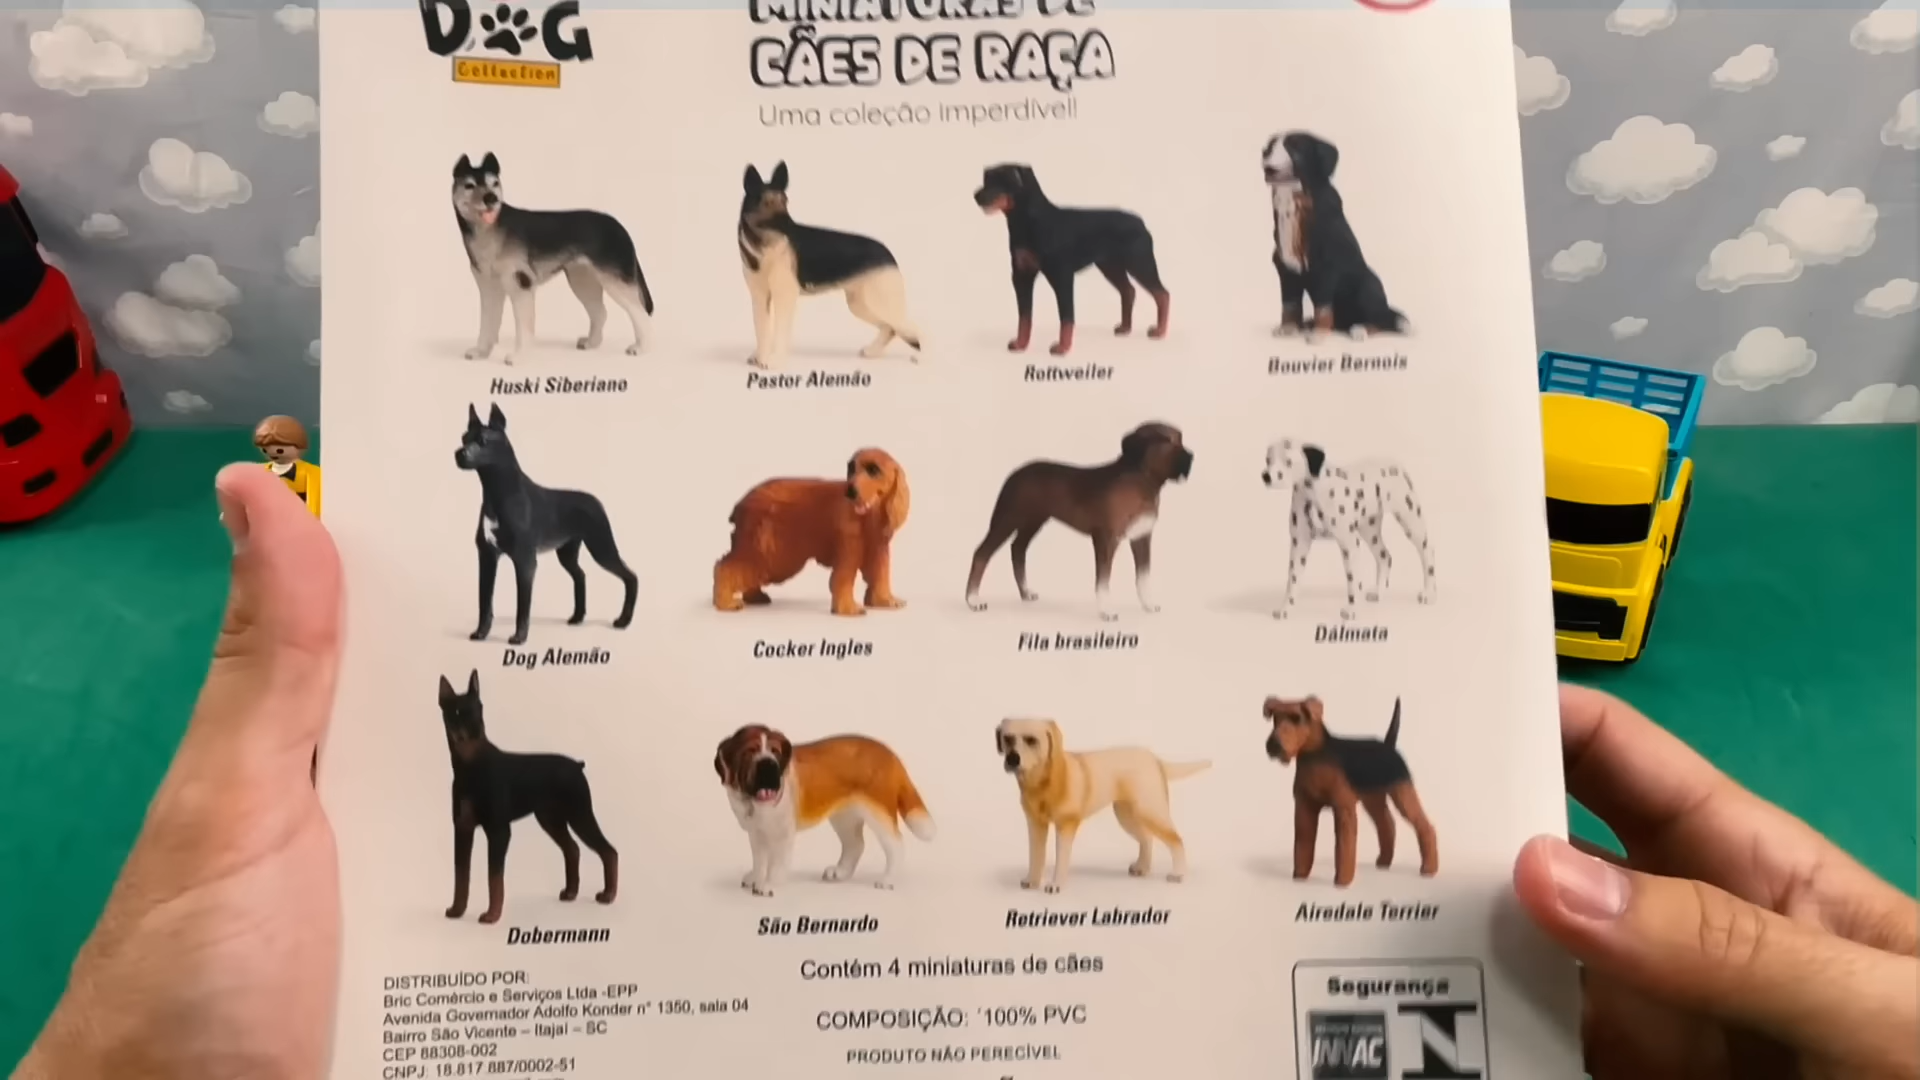 DOG
Collection
MINIATURAS DE
CÃES DE RAÇA
Uma coleção imperdível!
Huski Siberiano
Pastor Alemão
Rottweiler
Bouvier Bernois
Dog Alemão
Cocker Ingles
Fila brasileiro
Dálmata
Dobermann
São Bernardo
Retriever Labrador
Airedale Terrier
DISTRIBUÍDO POR:
Bric Comércio e Serviços Ltda -EPP
Avenida Governador Adolfo Konder n° 1350, sala 04
Bairro São Vicente – Itajaí – SC
CEP 88308-002
CNPJ: 18.817.887/0002-51
Contém 4 miniaturas de cães
COMPOSIÇÃO: '100% PVC
PRODUTO NÃO PERECÍVEL
Segurança
INNAC